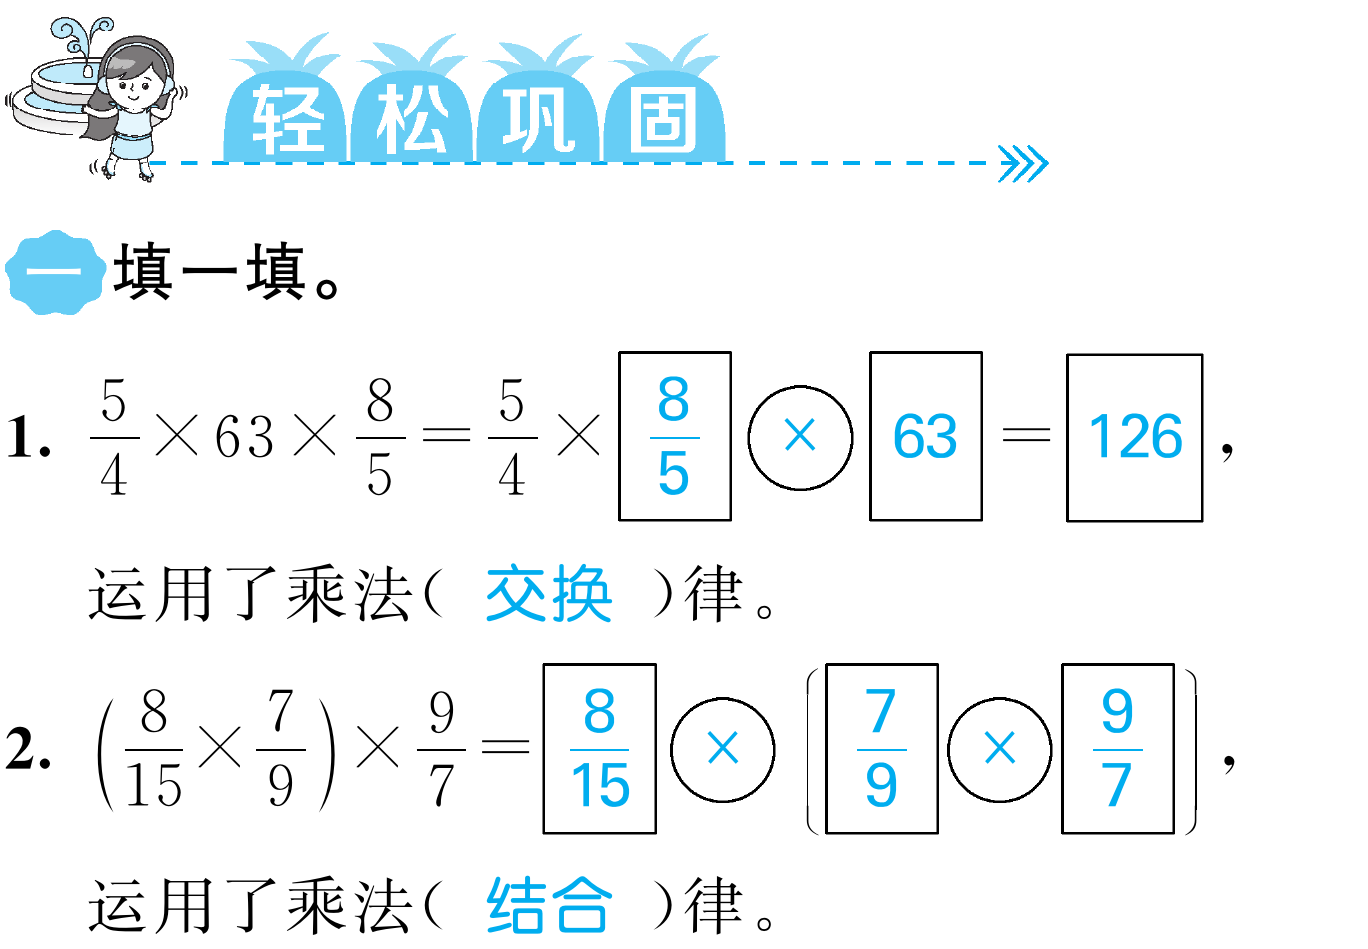 轻松巩固
一 填一填。
1. 5/4×63×8/5=5/4×8/5×63=126,
运用了乘法(交换)律。
2. (8/15×7/9)×9/7=8/15×(7/9×9/7),
运用了乘法(结合)律。